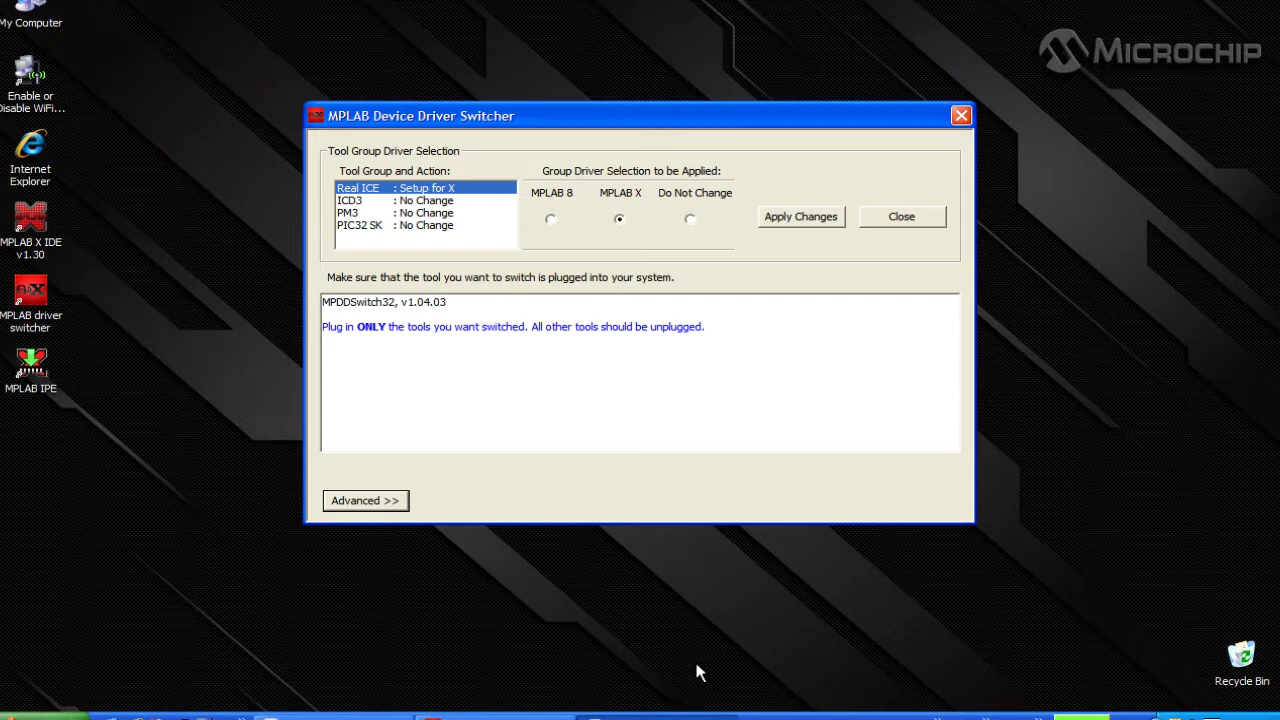 My Computer
MICROCHIP
Enable or
Disable WiFi...
Internet
Explorer
MPLAB X IDE
v1.30
MPLAB driver
switcher
MPLAB IPE
MPLAB Device Driver Switcher
Tool Group Driver Selection
Tool Group and Action:
Group Driver Selection to be Applied:
Real ICE : Setup for X
ICD3 : No Change
PM3 : No Change
PIC32 SK : No Change
MPLAB 8 MPLAB X Do Not Change
Apply Changes
Close
Make sure that the tool you want to switch is plugged into your system.
MPDDSwitch32, v1.04.03
Plug in ONLY the tools you want switched. All other tools should be unplugged.
Advanced >>
Recycle Bin